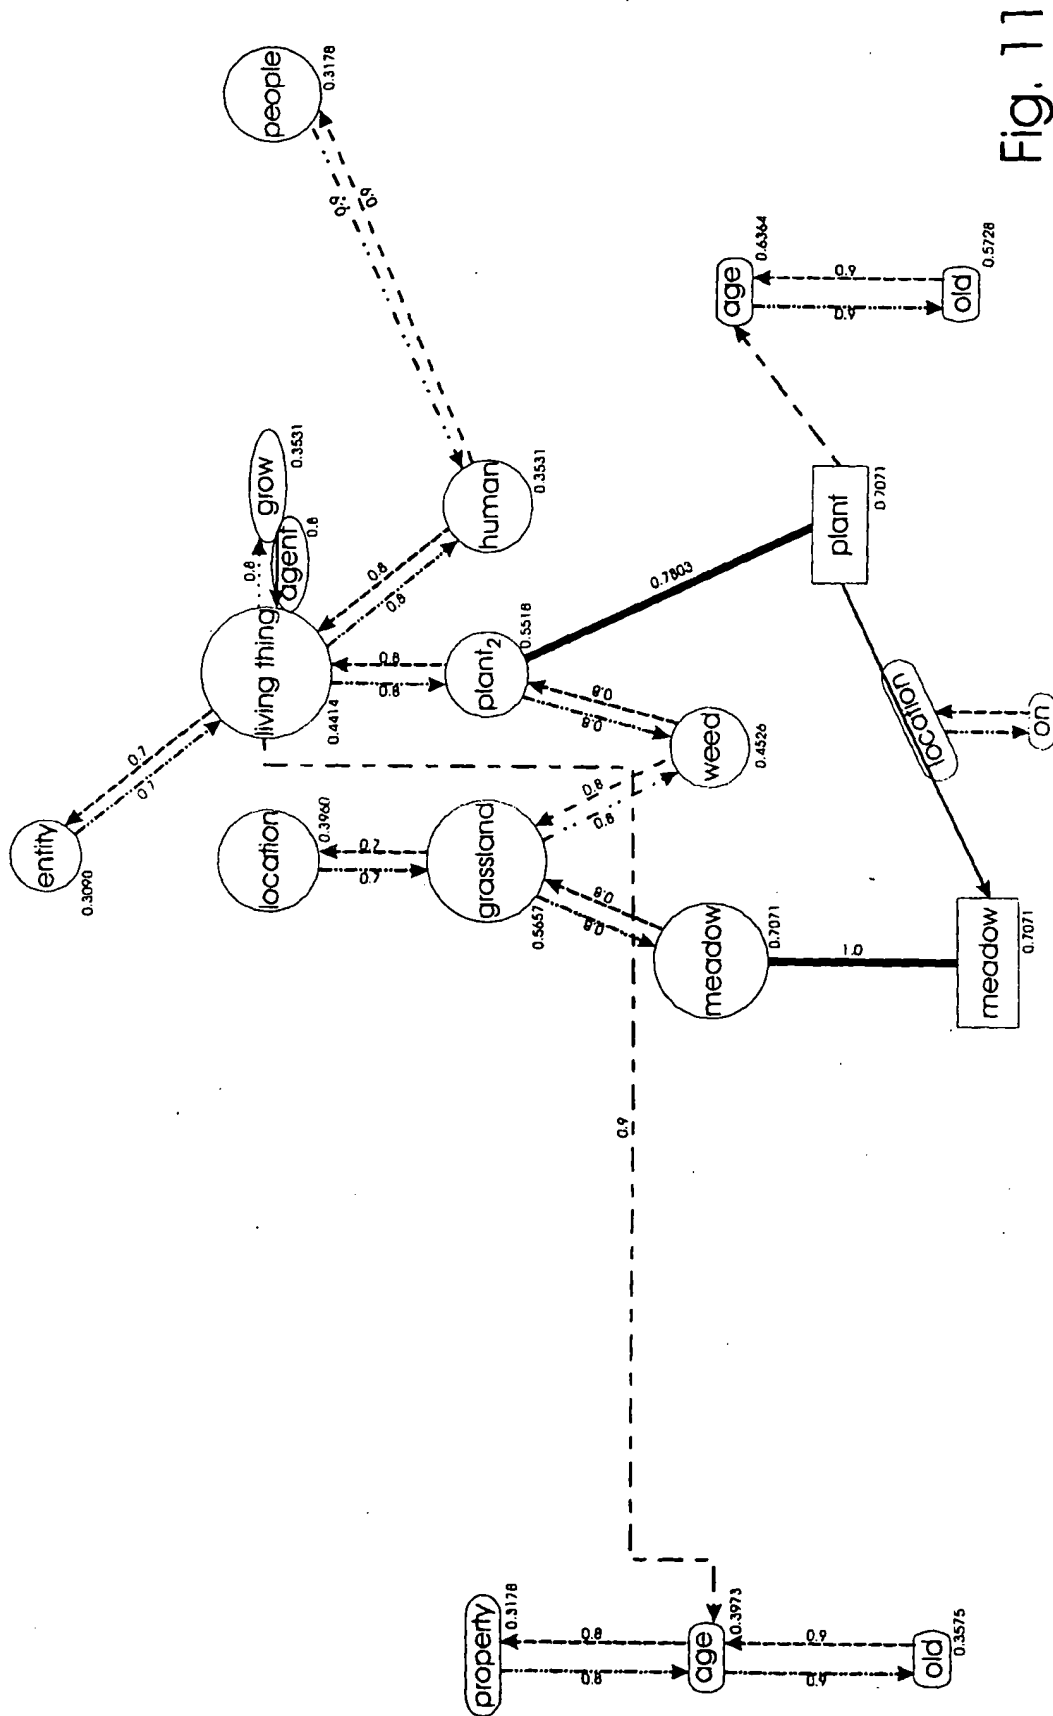 entity
0.3090
0.7
0.7
living thing
0.4414
0.8
grow
0.3531
agent
0.8
people
0.3178
0.9
0.9
human
0.3531
0.8
0.8
location
0.3960
0.7
0.7
grassland
0.5657
0.8
0.8
plant2
0.5518
0.8
0.8
weed
0.4526
0.8
0.8
0.8
0.8
meadow
0.7071
1.0
meadow
0.7071
0.7803
plant
0.7071
location
on
age
0.6364
0.9
0.9
old
0.5728
0.9
property
0.3178
0.8
0.8
age
0.3973
0.9
0.9
old
0.3575
Fig. 11